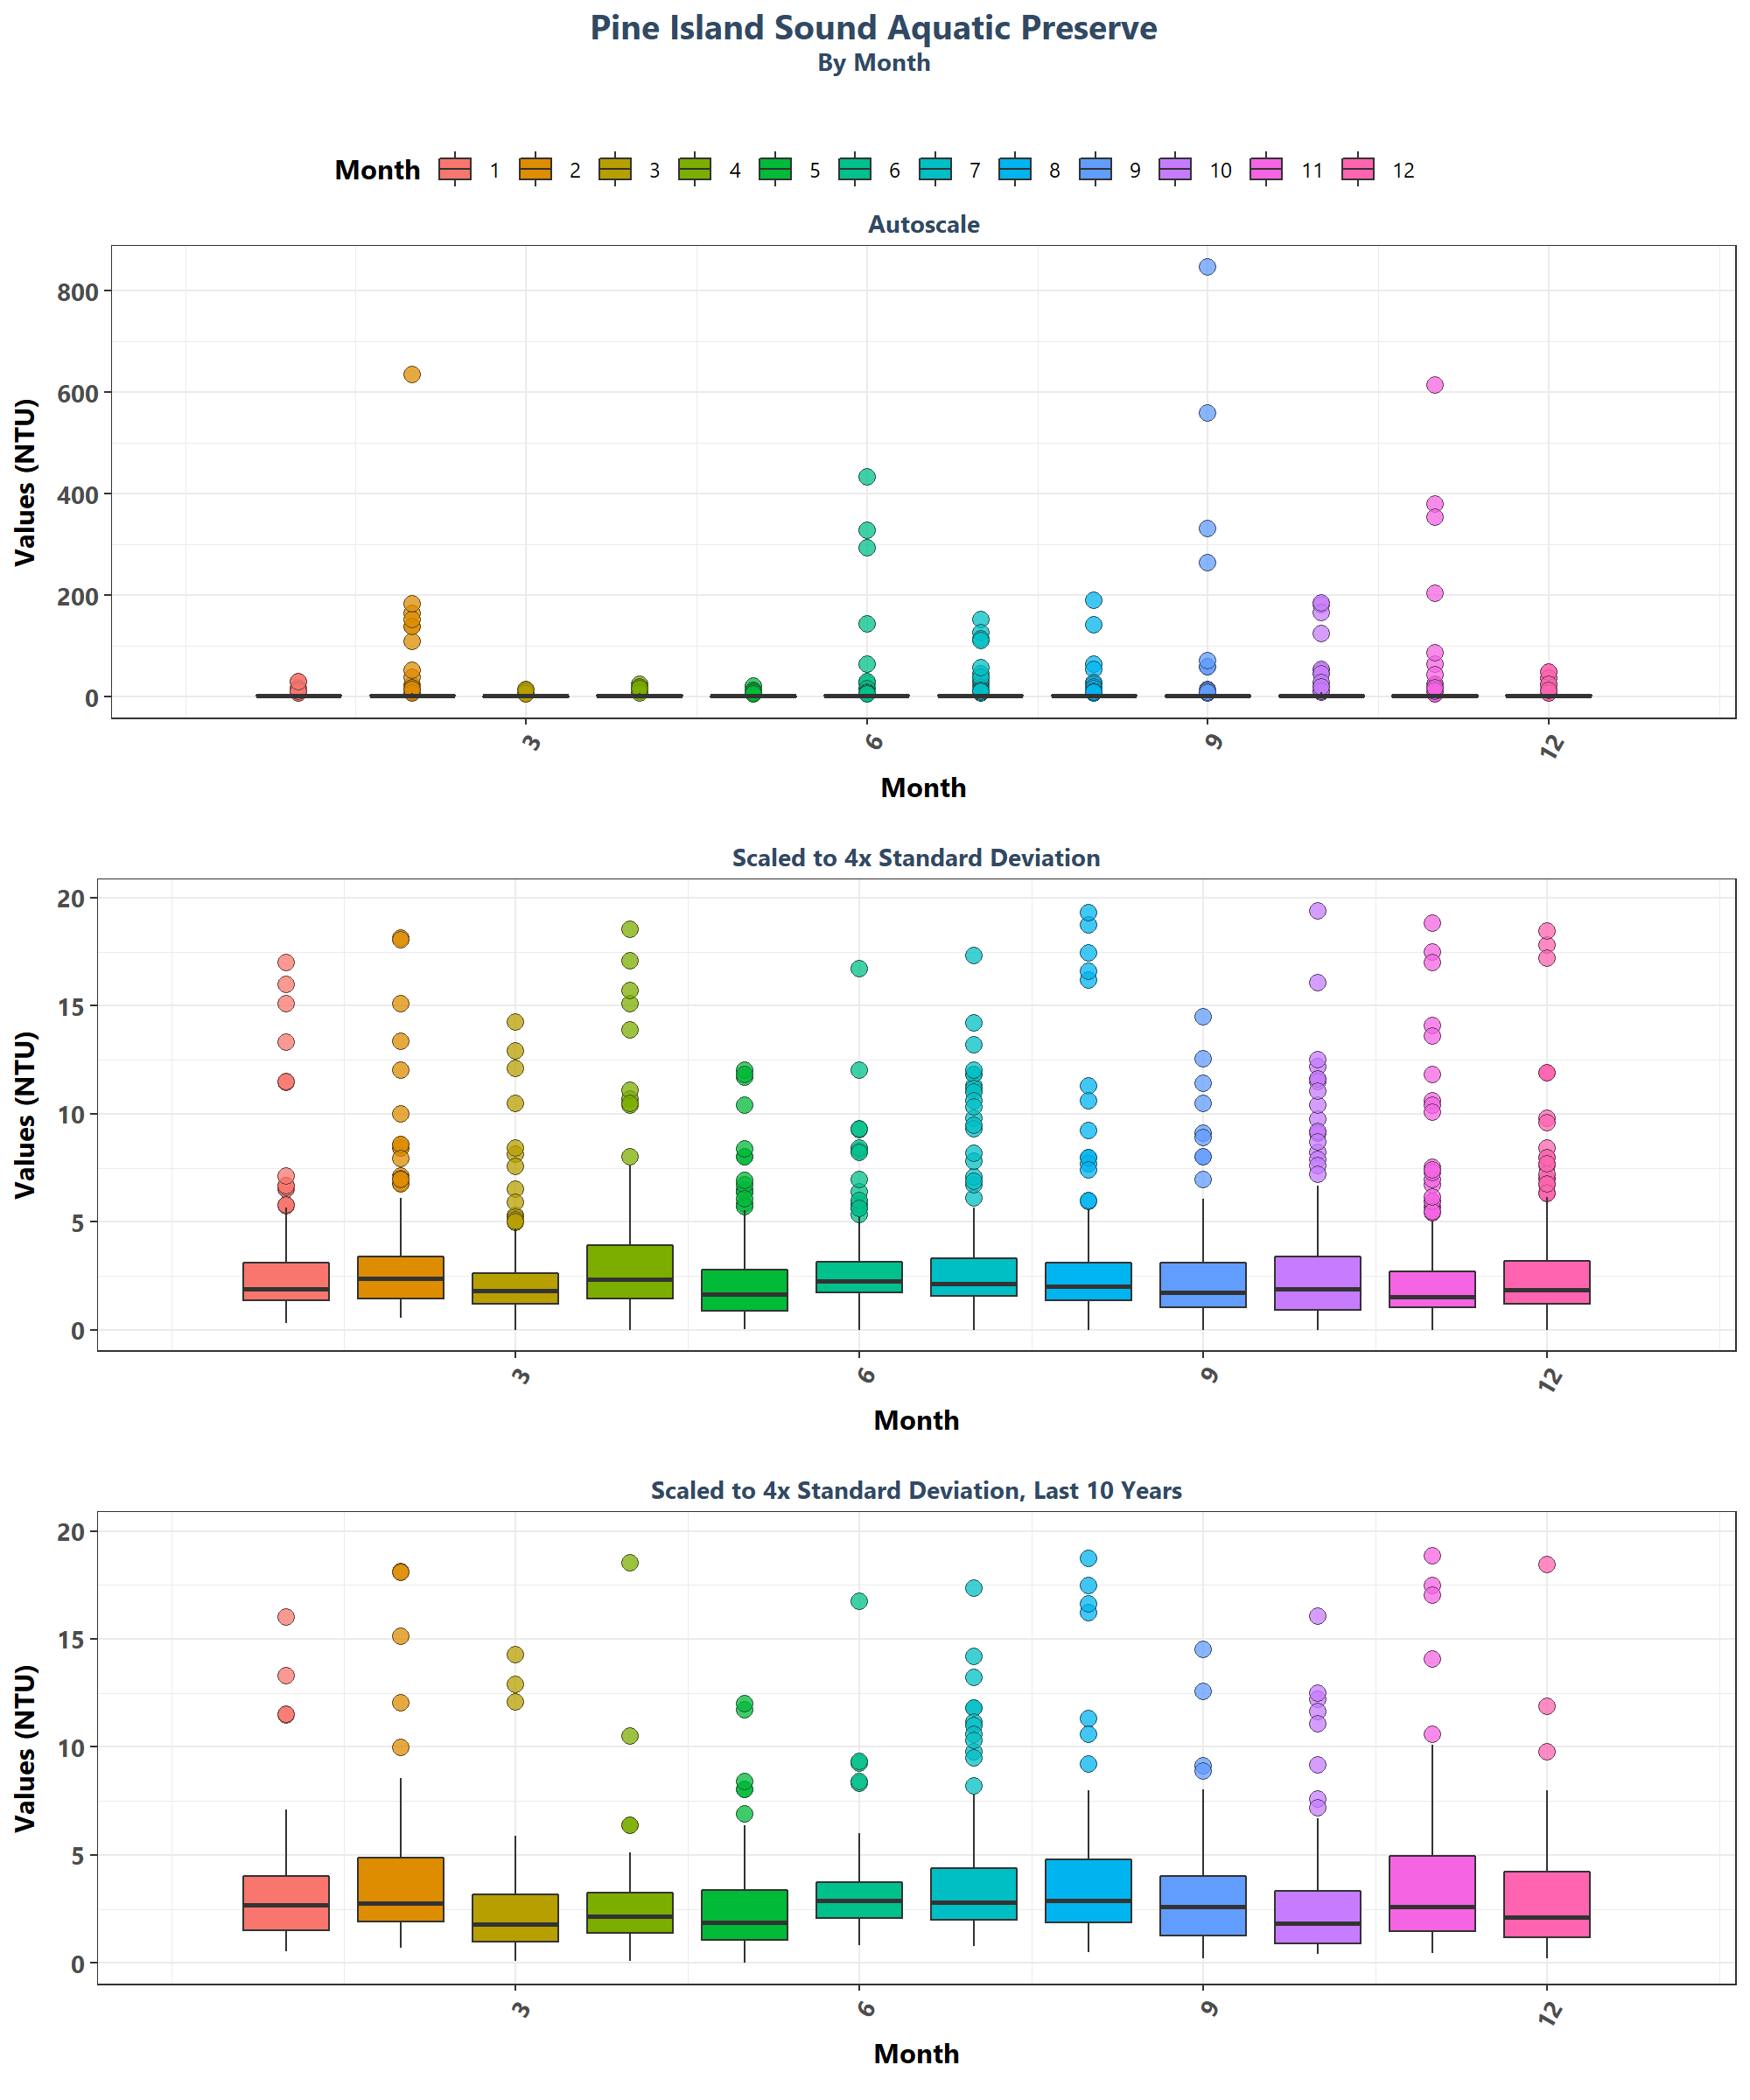 Pine Island Sound Aquatic Preserve
By Month
Month 1 2 3 4 5 6 7 8 9 10 11 12
Autoscale
Values (NTU)
800
600
400
200
0
3 6 9 12
Month
Scaled to 4x Standard Deviation
Values (NTU)
20
15
10
5
0
3 6 9 12
Month
Scaled to 4x Standard Deviation, Last 10 Years
Values (NTU)
20
15
10
5
0
3 6 9 12
Month